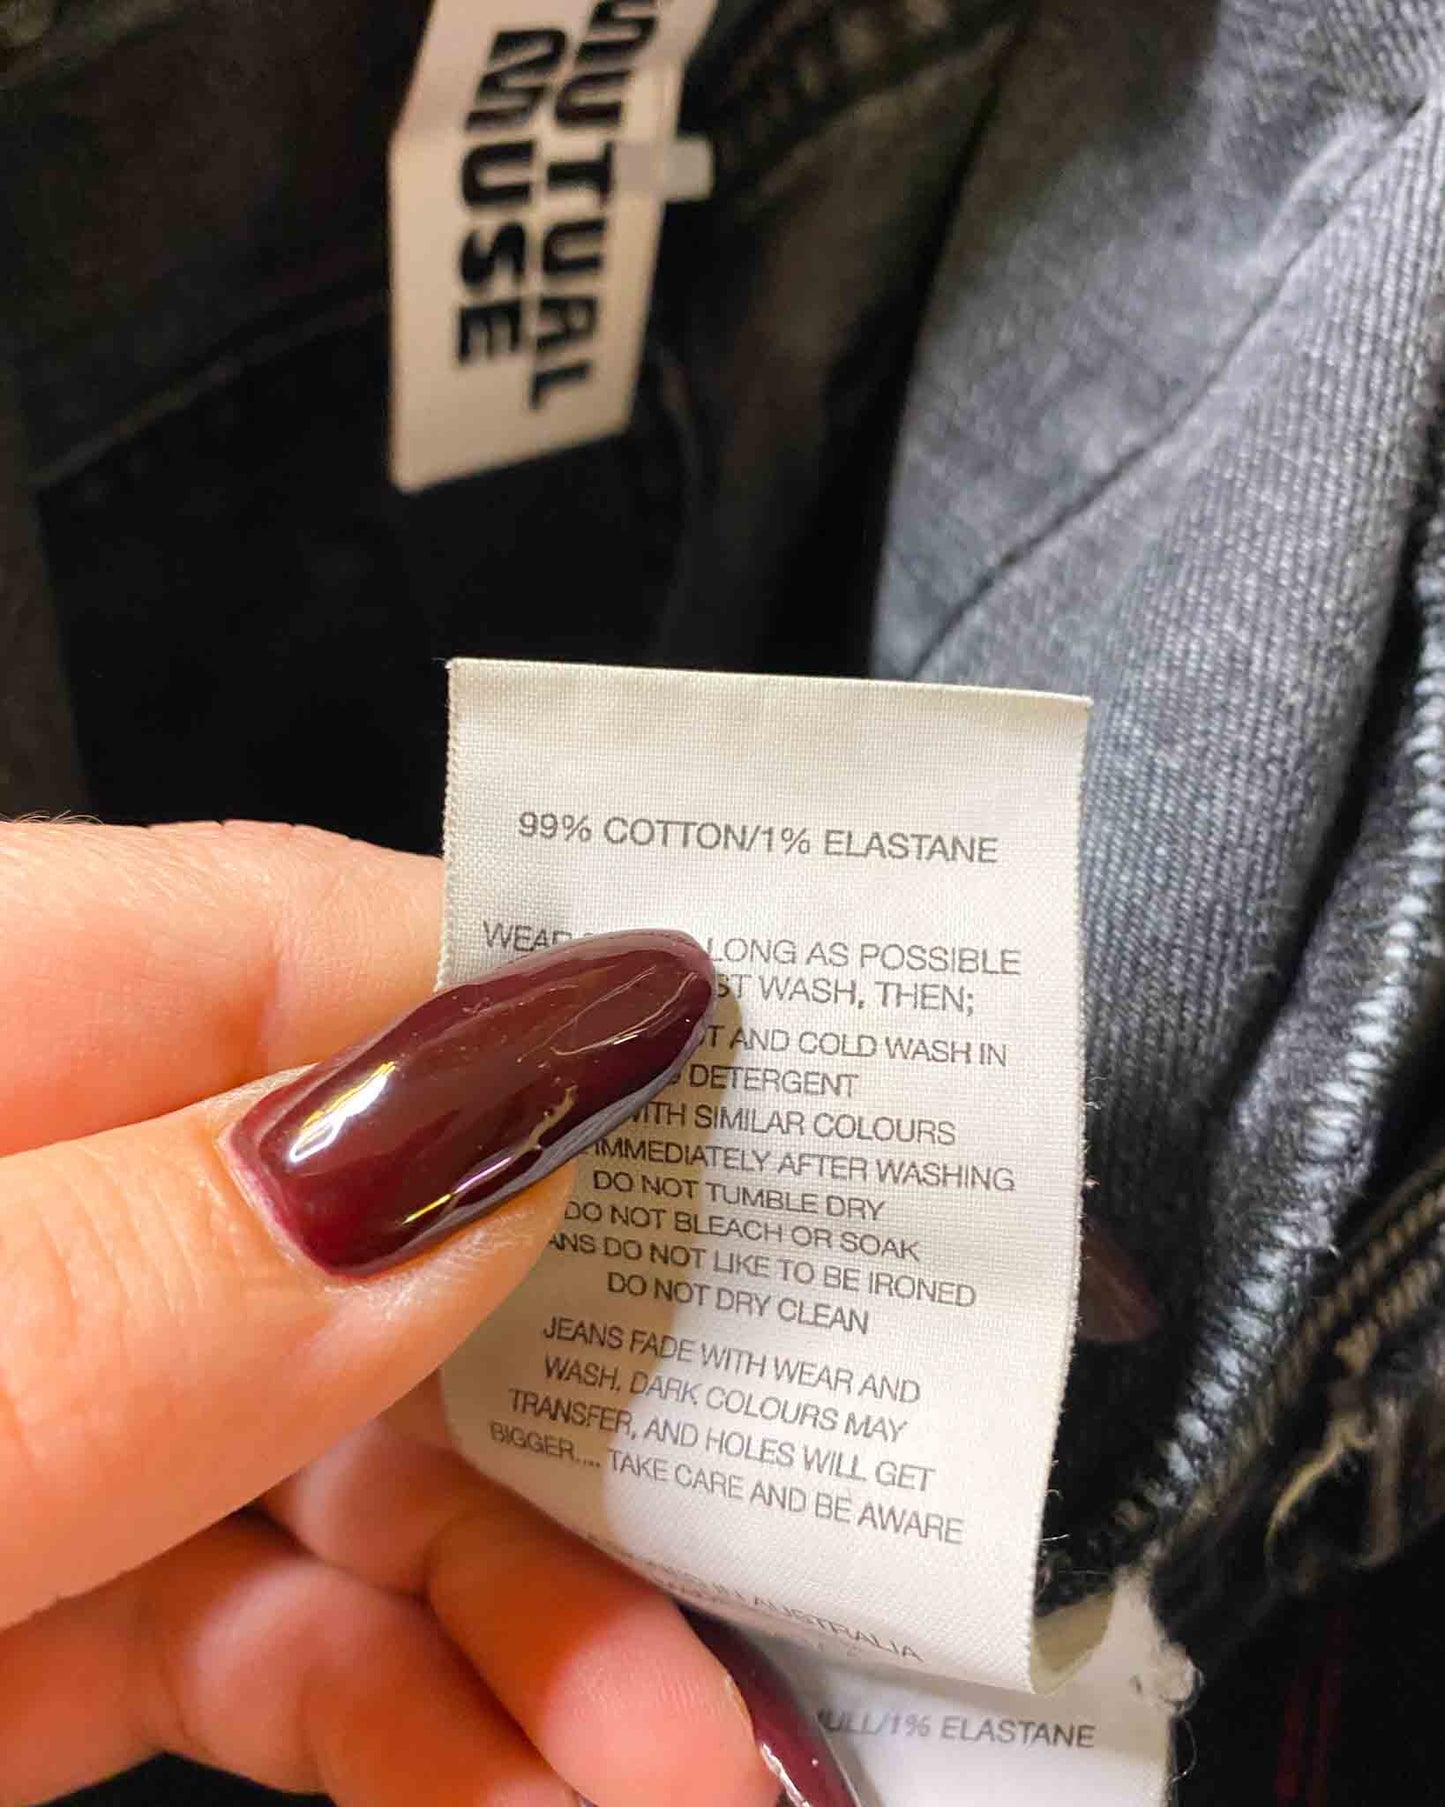 MUTUAL
MUSE
99% COTTON/1% ELASTANE
WEAR LONG AS POSSIBLE
WASH, THEN;
AND COLD WASH IN
DETERGENT
WITH SIMILAR COLOURS
IMMEDIATELY AFTER WASHING
DO NOT TUMBLE DRY
DO NOT BLEACH OR SOAK
DO NOT LIKE TO BE IRONED
DO NOT DRY CLEAN
JEANS FADE WITH WEAR AND
WASH, DARK COLOURS MAY
TRANSFER, AND HOLES WILL GET
BIGGER.... TAKE CARE AND BE AWARE
AUSTRALIA
/1% ELASTANE